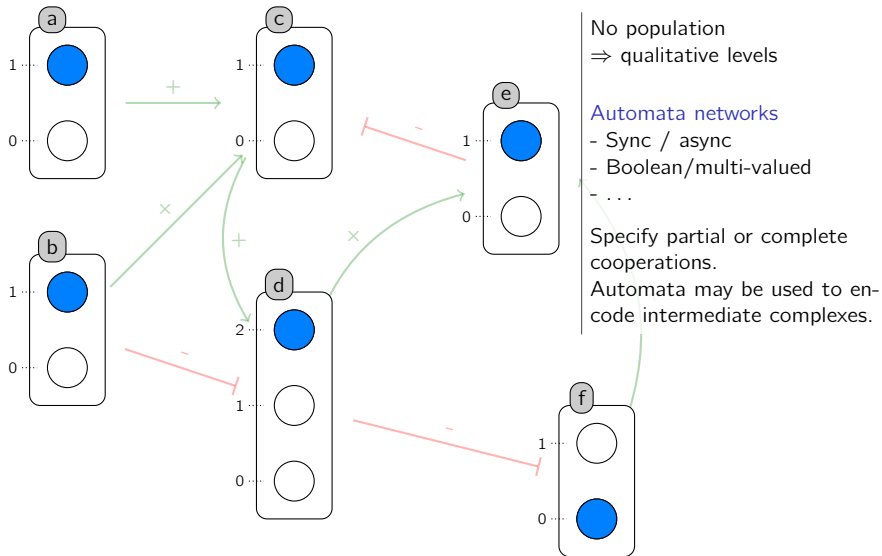 a
c
1
1
+
0
0
e
-
1
0
×
+
×
b
d
1
2
0
-
1
-
0
f
1
0
No population
⇒ qualitative levels
Automata networks
- Sync / async
- Boolean/multi-valued
- . . .
Specify partial or complete
cooperations.
Automata may be used to en-
code intermediate complexes.